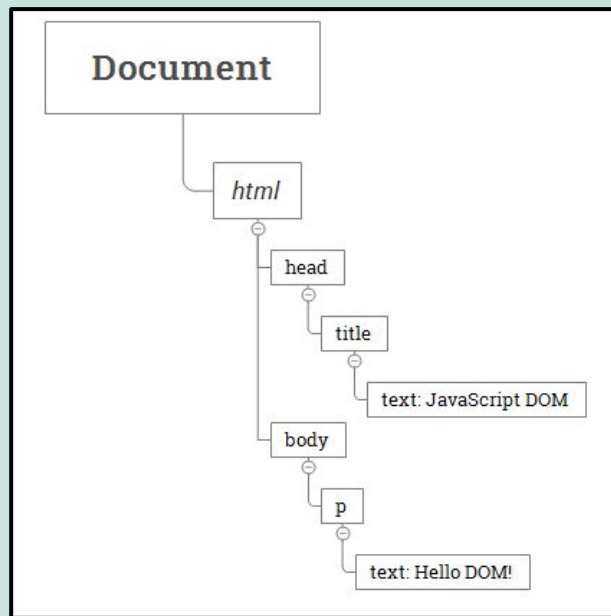 Document
html
head
title
text: JavaScript DOM
body
p
text: Hello DOM!